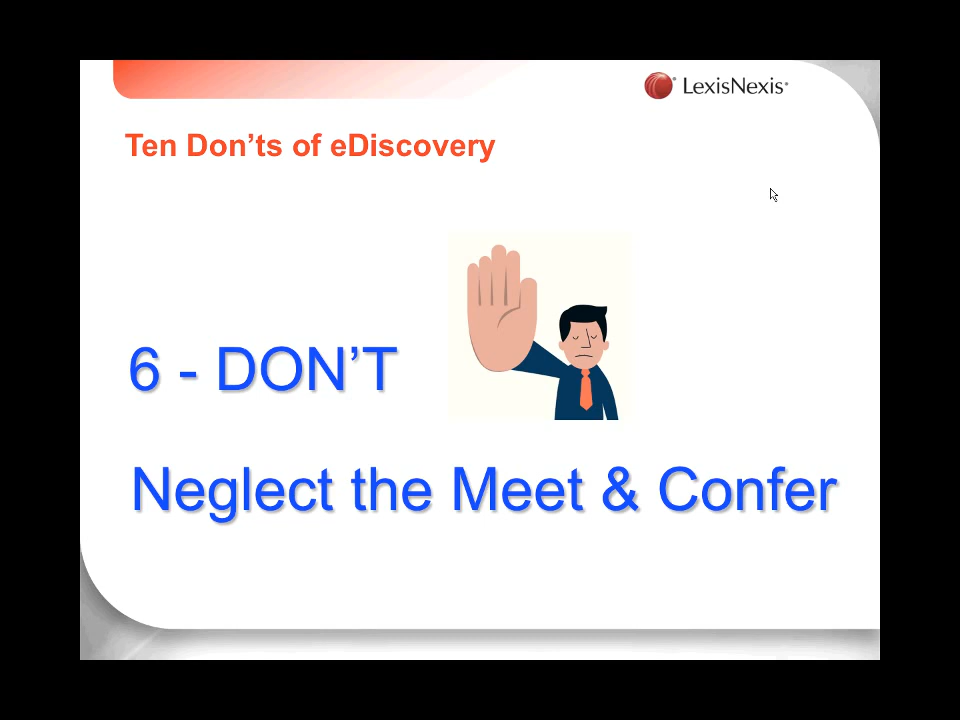 LexisNexis®
Ten Don’ts of eDiscovery
6 - DON’T
Neglect the Meet & Confer